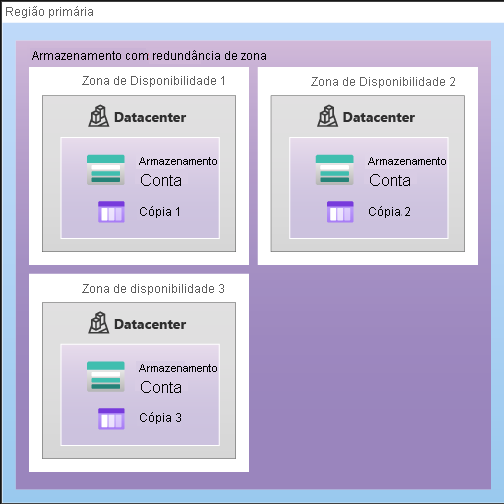 Região primária
Armazenamento com redundância de zona
Zona de Disponibilidade 1
Datacenter
Armazenamento
Conta
Cópia 1
Zona de Disponibilidade 2
Datacenter
Armazenamento
Conta
Cópia 2
Zona de disponibilidade 3
Datacenter
Armazenamento
Conta
Cópia 3